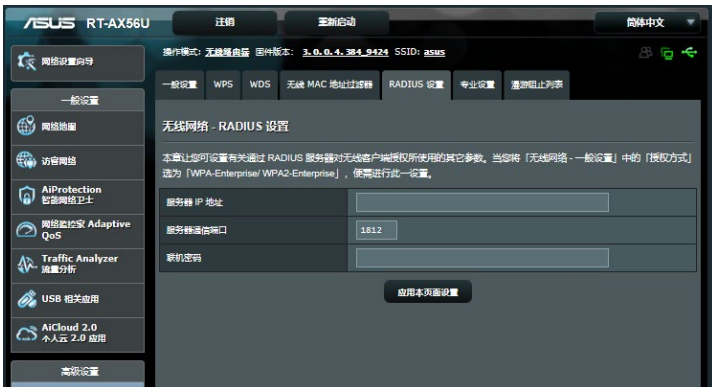 ASUS RT-AX56U 注销 重新启动 简体中文
操作模式: 无线路由器 固件版本: 3.0.0.4.384_9424 SSID: asus
网络设置向导
一般设置 WPS WDS 无线 MAC 地址过滤器 RADIUS 设置 专业设置 漫游阻止列表
一般设置
网络地图
访客网络
AiProtection
智能网络卫士
网络监控家 Adaptive
QoS
Traffic Analyzer
流量分析
USB 相关应用
AiCloud 2.0
个人云 2.0 应用
高级设置
无线网络 - RADIUS 设置
本章让您可设置有关通过 RADIUS 服务器对无线客户端授权所使用的其它参数。当您将「无线网络 - 一般设置」中的「授权方式」
选为「WPA-Enterprise/ WPA2-Enterprise」，便需进行此一设置。
服务器 IP 地址
服务器通信端口 1812
联机密码
应用本页面设置